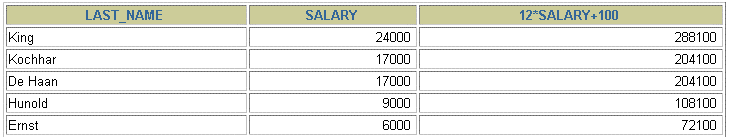 LAST_NAME SALARY 12*SALARY+100
King 24000 288100
Kochhar 17000 204100
De Haan 17000 204100
Hunold 9000 108100
Ernst 6000 72100